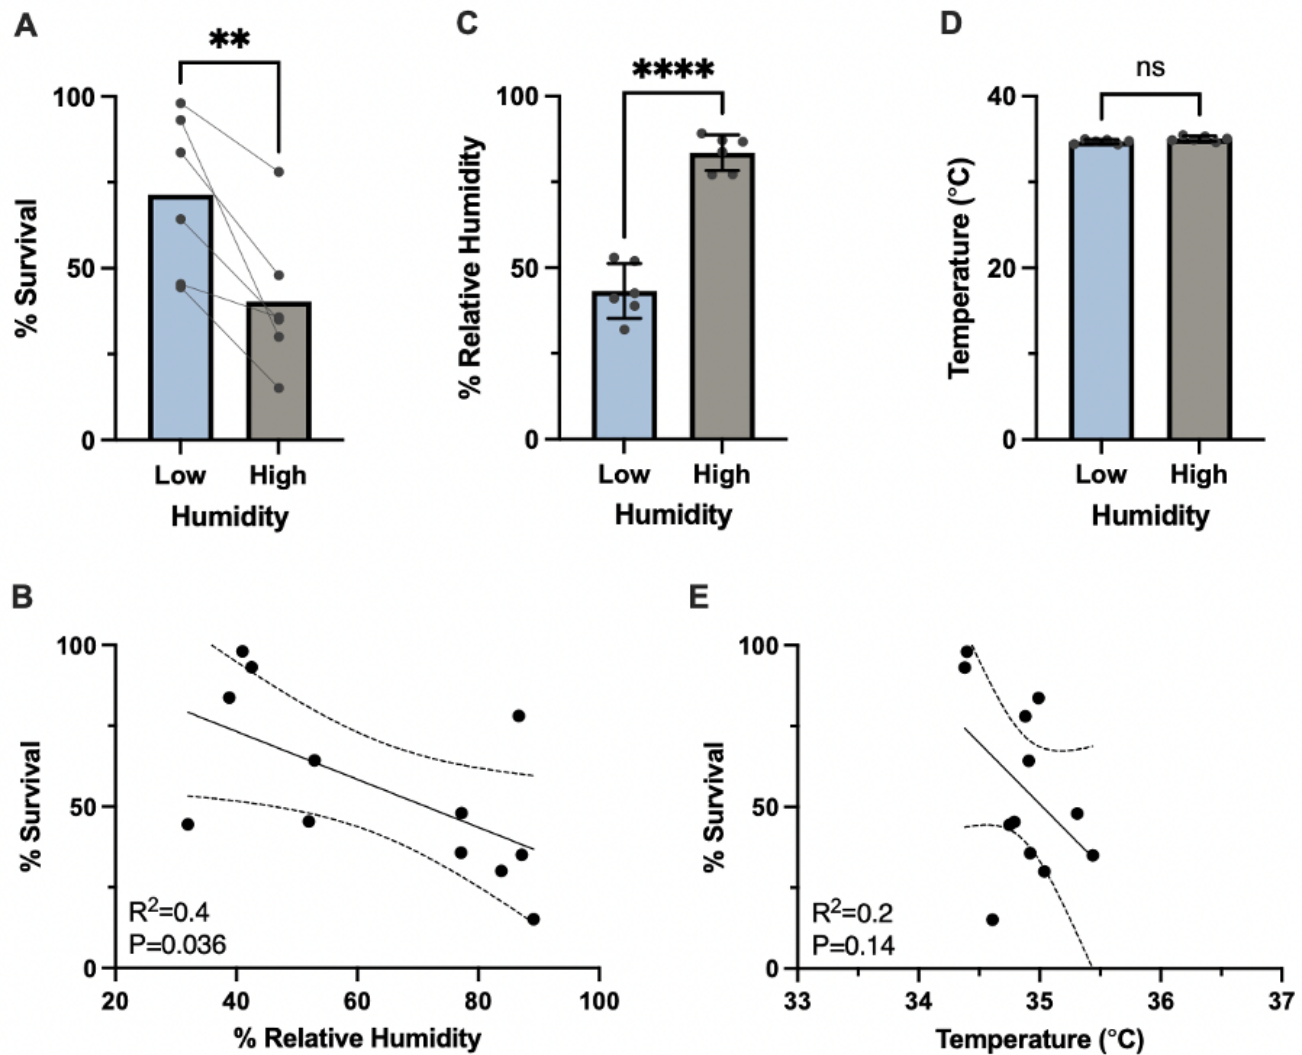 A
**
% Survival
100
50
0
Low High
Humidity
C
****
% Relative Humidity
100
50
0
Low High
Humidity
D
ns
Temperature (°C)
40
20
0
Low High
Humidity
B
% Survival
100
50
0
R²=0.4
P=0.036
20 40 60 80 100
% Relative Humidity
E
% Survival
100
50
0
R²=0.2
P=0.14
33 34 35 36 37
Temperature (°C)